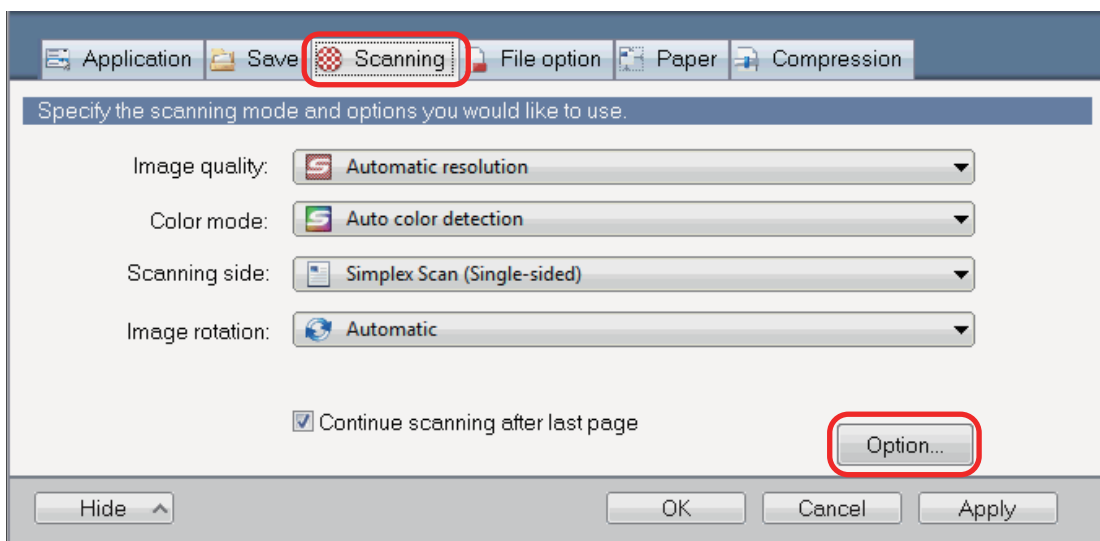 Application Save Scanning File option Paper Compression
Specify the scanning mode and options you would like to use.
Image quality: Automatic resolution
Color mode: Auto color detection
Scanning side: Simplex Scan (Single-sided)
Image rotation: Automatic
Continue scanning after last page
Option...
Hide OK Cancel Apply